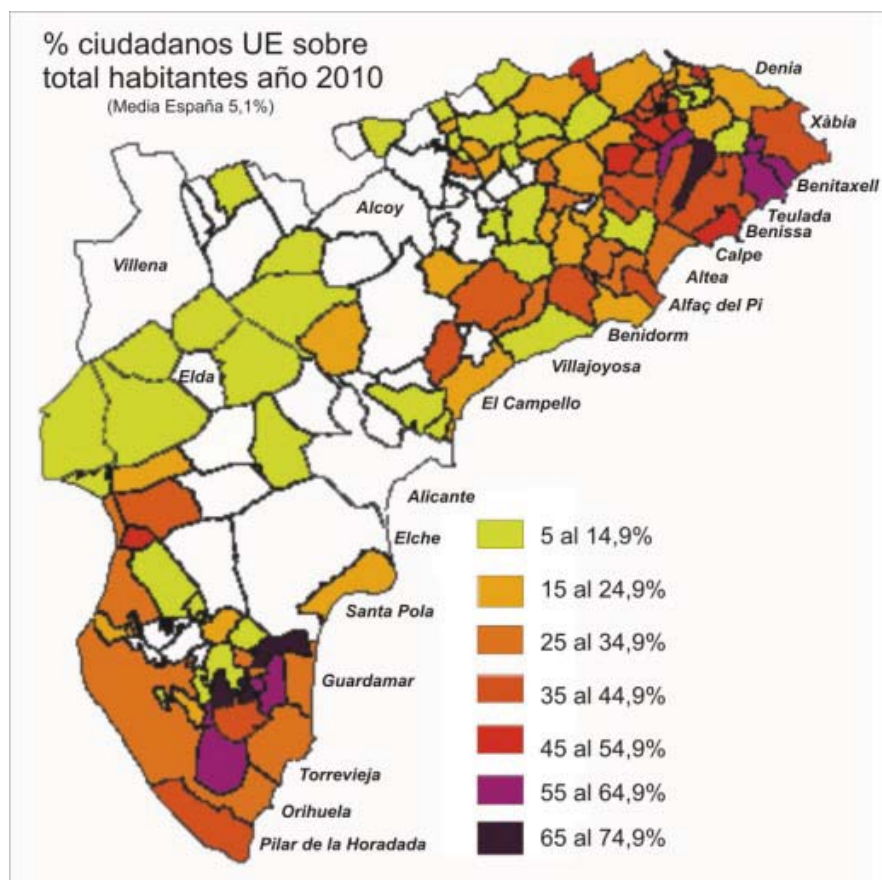 % ciudadanos UE sobre
total habitantes año 2010
(Media España 5,1%)
Denia
Xàbia
Benitaxell
Teulada
Benissa
Calpe
Altea
Alfaç del Pi
Benidorm
Villajoyosa
El Campello
Alcoy
Villena
Elda
Alicante
Elche
Santa Pola
Guardamar
Torrevieja
Orihuela
Pilar de la Horadada
5 al 14,9%
15 al 24,9%
25 al 34,9%
35 al 44,9%
45 al 54,9%
55 al 64,9%
65 al 74,9%